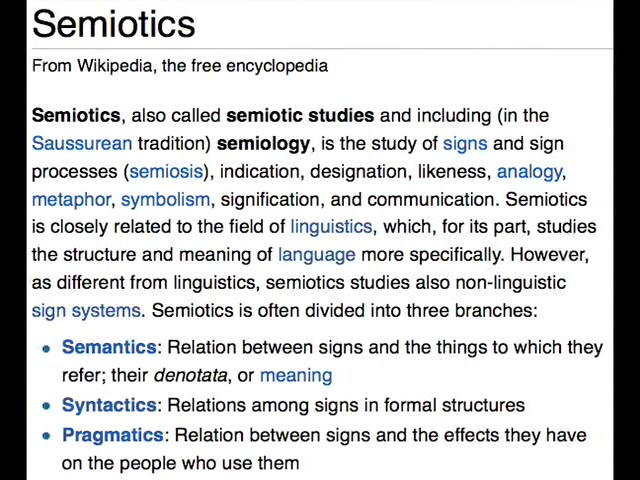 Semiotics
From Wikipedia, the free encyclopedia
Semiotics, also called semiotic studies and including (in the
Saussurean tradition) semiology, is the study of signs and sign
processes (semiosis), indication, designation, likeness, analogy,
metaphor, symbolism, signification, and communication. Semiotics
is closely related to the field of linguistics, which, for its part, studies
the structure and meaning of language more specifically. However,
as different from linguistics, semiotics studies also non-linguistic
sign systems. Semiotics is often divided into three branches:
• Semantics: Relation between signs and the things to which they
refer; their denotata, or meaning
• Syntactics: Relations among signs in formal structures
• Pragmatics: Relation between signs and the effects they have
on the people who use them